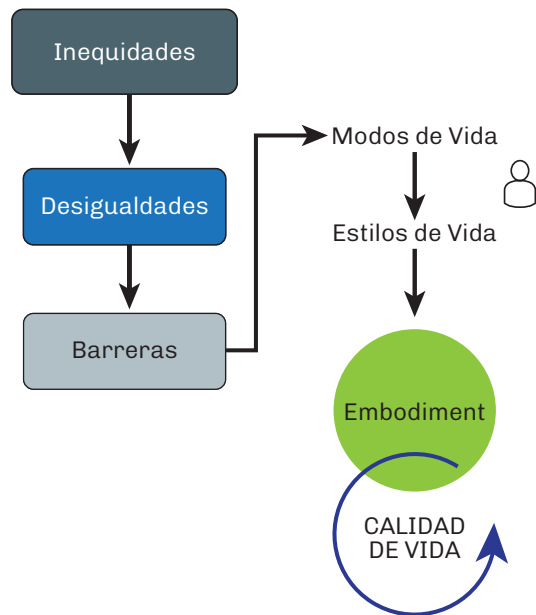 Inequidades
Desigualdades
Barreras
Modos de Vida
Estilos de Vida
Embodiment
CALIDAD
DE VIDA